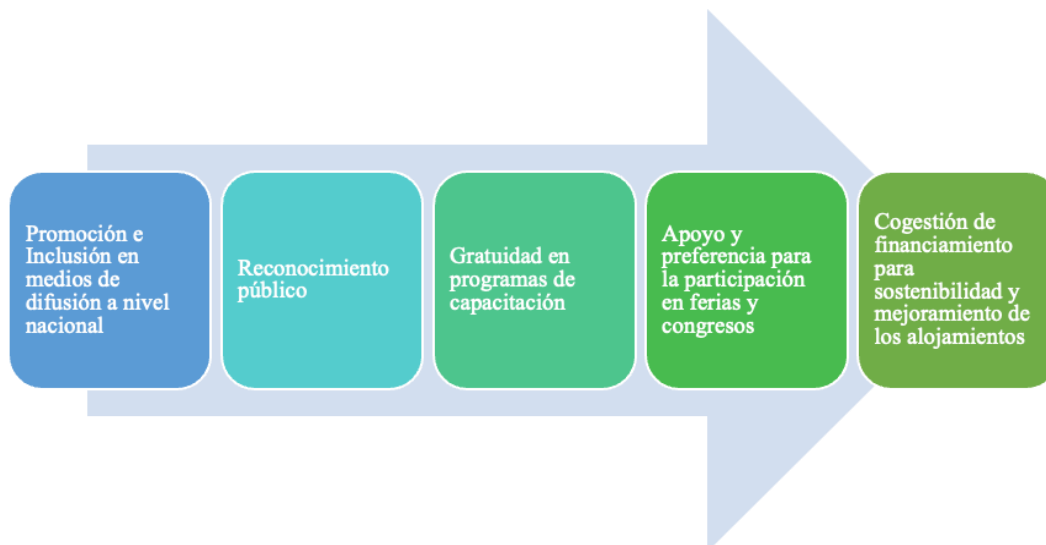 Promoción e
Inclusión en
medios de
difusión a nivel
nacional
Reconocimiento
público
Gratuidad en
programas de
capacitación
Apoyo y
preferencia para
la participación
en ferias y
congresos
Cogestión de
financiamiento
para
sostenibilidad y
mejoramiento de
los alojamientos